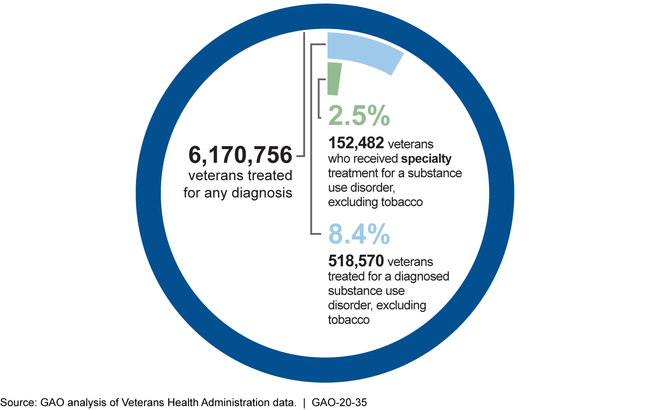 2.5%
152,482 veterans
who received specialty
treatment for a substance
use disorder,
excluding tobacco
6,170,756
veterans treated
for any diagnosis
8.4%
518,570 veterans
treated for a diagnosed
substance use
disorder, excluding
tobacco
Source: GAO analysis of Veterans Health Administration data. | GAO-20-35